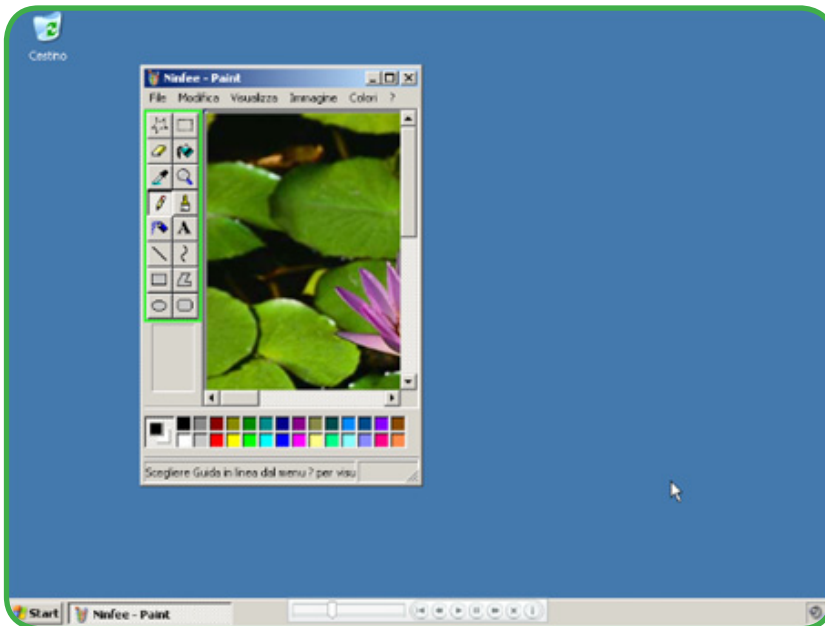 Cestino
Ninfee - Paint
File Modifica Visualizza Immagine Colori ?
A
Scegliere Guida in linea dal menu ? per visu
Start Ninfee - Paint